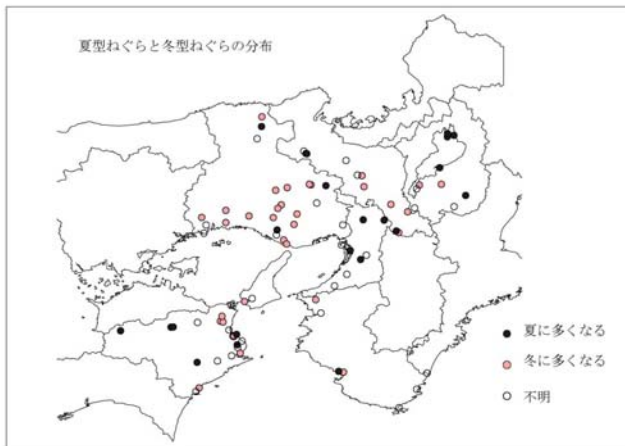 夏型ねぐらと冬型ねぐらの分布
夏に多くなる
冬に多くなる
不明